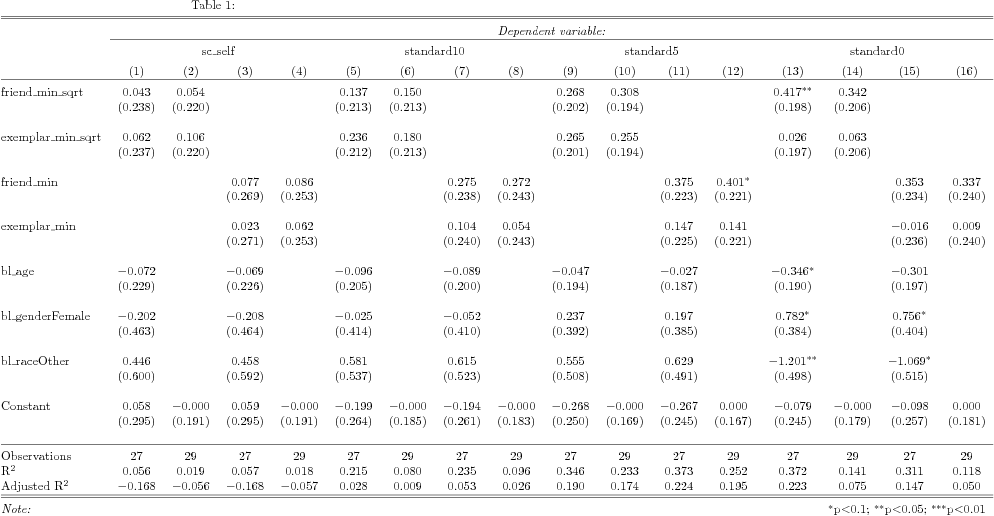 Table 1:
Dependent variable:
sc_self standard10 standard5 standard0
(1) (2) (3) (4) (5) (6) (7) (8) (9) (10) (11) (12) (13) (14) (15) (16)
friend_min_sqrt 0.043 0.054 0.137 0.150 0.268 0.308 0.417** 0.342
(0.238) (0.220) (0.213) (0.213) (0.202) (0.194) (0.198) (0.206)
exemplar_min_sqrt 0.062 0.106 0.236 0.180 0.265 0.255 0.026 0.063
(0.237) (0.220) (0.212) (0.213) (0.201) (0.194) (0.197) (0.206)
friend_min 0.077 0.086 0.275 0.272 0.375 0.401* 0.353 0.337
(0.269) (0.253) (0.238) (0.243) (0.223) (0.221) (0.234) (0.240)
exemplar_min 0.023 0.062 0.104 0.054 0.147 0.141 −0.016 0.009
(0.271) (0.253) (0.240) (0.243) (0.225) (0.221) (0.236) (0.240)
bl_age −0.072 −0.069 −0.096 −0.089 −0.047 −0.027 −0.346* −0.301
(0.229) (0.226) (0.205) (0.200) (0.194) (0.187) (0.190) (0.197)
bl_genderFemale −0.202 −0.208 −0.025 −0.052 0.237 0.197 0.782* 0.756*
(0.463) (0.464) (0.414) (0.410) (0.392) (0.385) (0.384) (0.404)
bl_raceOther 0.446 0.458 0.581 0.615 0.555 0.629 −1.201** −1.069*
(0.600) (0.592) (0.537) (0.523) (0.508) (0.491) (0.498) (0.515)
Constant 0.058 −0.000 0.059 −0.000 −0.199 −0.000 −0.194 −0.000 −0.268 −0.000 −0.267 0.000 −0.079 −0.000 −0.098 0.000
(0.295) (0.191) (0.295) (0.191) (0.264) (0.185) (0.261) (0.183) (0.250) (0.169) (0.245) (0.167) (0.245) (0.179) (0.257) (0.181)
Observations 27 29 27 29 27 29 27 29 27 29 27 29 27 29 27 29
R² 0.056 0.019 0.057 0.018 0.215 0.080 0.235 0.096 0.346 0.233 0.373 0.252 0.372 0.141 0.311 0.118
Adjusted R² −0.168 −0.056 −0.168 −0.057 0.028 0.009 0.053 0.026 0.190 0.174 0.224 0.195 0.223 0.075 0.147 0.050
Note: *p<0.1; **p<0.05; ***p<0.01